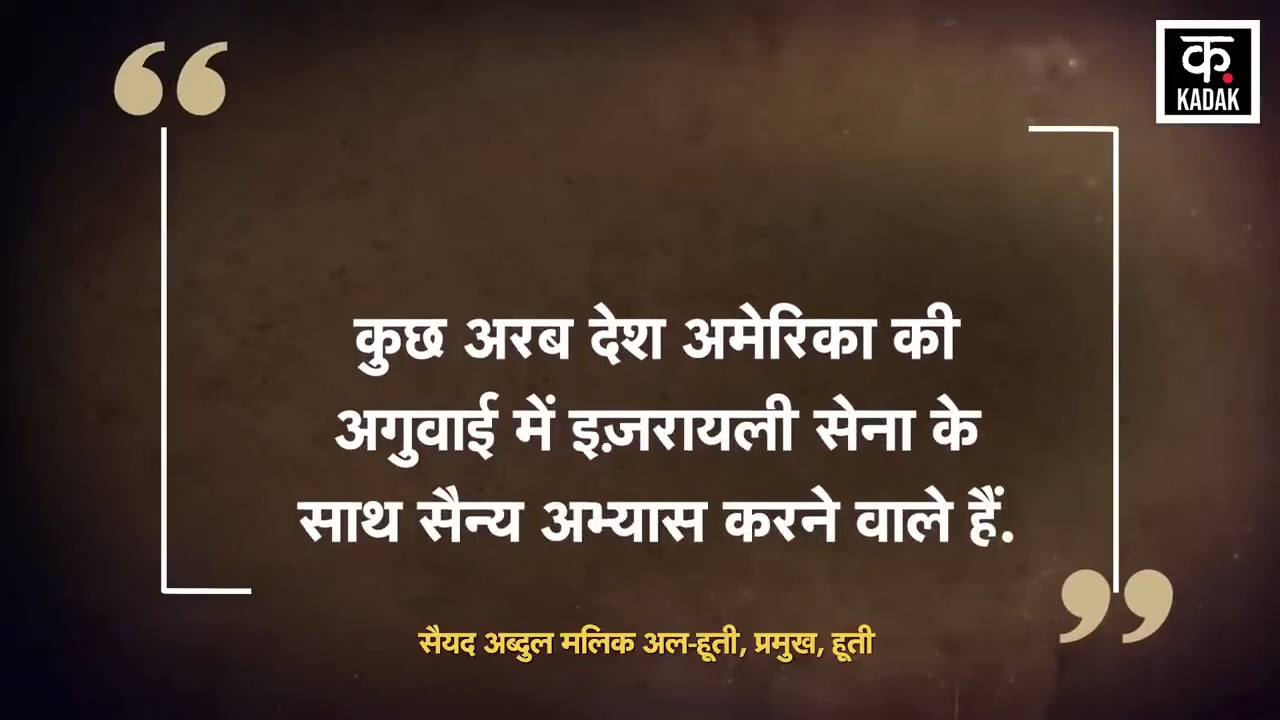 क
KADAK
कुछ अरब देश अमेरिका की
अगुवाई में इज़रायली सेना के
साथ सैन्य अभ्यास करने वाले हैं.
सैयद अब्दुल मलिक अल-हूती, प्रमुख, हूती